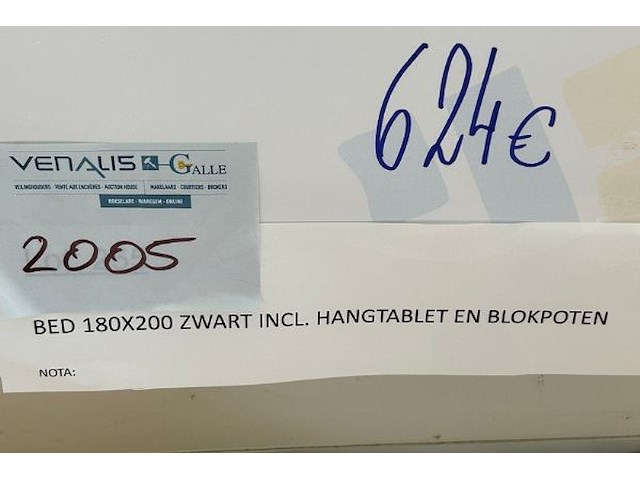 624€
VENALIS GALLE
VEILINGHOUDERS - VENTE AUX ENCHÈRES - AUCTION HOUSE | MAKELAARS - COURTIERS - BROKERS
ROESELARE - WAREGEM - ONLINE
2005
BED 180X200 ZWART INCL. HANGTABLET EN BLOKPOTEN
NOTA: